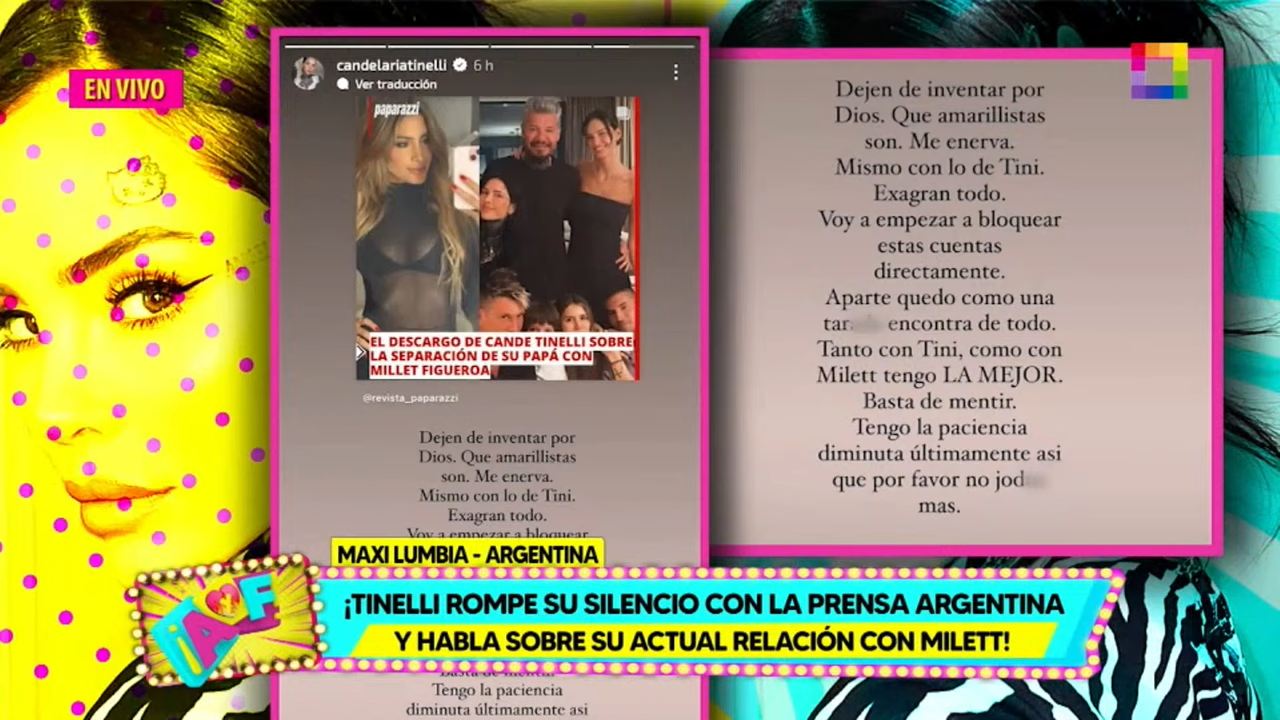 EN VIVO
candelariatinelli 6 h
Ver traducción
paparazzi
EL DESCARGO DE CANDE TINELLI SOBRE
LA SEPARACIÓN DE SU PAPÁ CON
MILLET FIGUEROA
@revista_paparazzi
Dejen de inventar por
Dios. Que amarillistas
son. Me enerva.
Mismo con lo de Tini.
Exagran todo.
Voy a empezar a bloquear
Dejen de inventar por
Dios. Que amarillistas
son. Me enerva.
Mismo con lo de Tini.
Exagran todo.
Voy a empezar a bloquear
estas cuentas
directamente.
Aparte quedo como una
encontra de todo.
Tanto con Tini, como con
Milett tengo LA MEJOR.
Basta de mentir.
Tengo la paciencia
diminuta últimamente asi
que por favor no
mas.
MAXI LUMBIA - ARGENTINA
¡AF
¡TINELLI ROMPE SU SILENCIO CON LA PRENSA ARGENTINA
Y HABLA SOBRE SU ACTUAL RELACIÓN CON MILETT!
Tengo la paciencia
diminuta últimamente asi